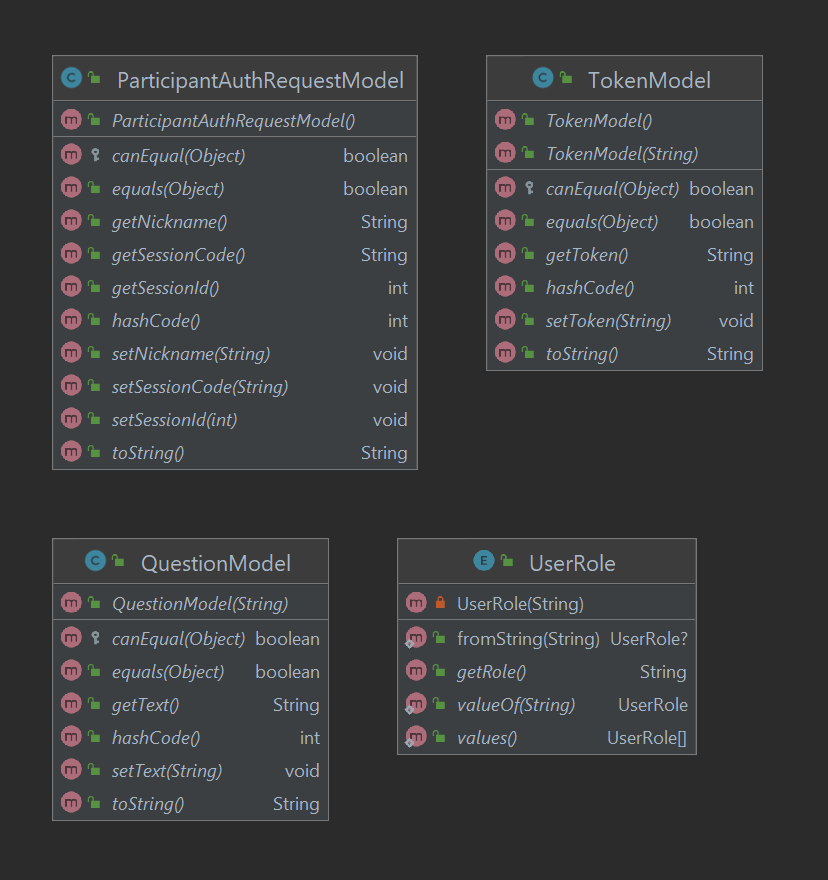 ParticipantAuthRequestModel
ParticipantAuthRequestModel()
canEqual(Object) boolean
equals(Object) boolean
getNickname() String
getSessionCode() String
getSessionId() int
hashCode() int
setNickname(String) void
setSessionCode(String) void
setSessionId(int) void
toString() String
TokenModel
TokenModel()
TokenModel(String)
canEqual(Object) boolean
equals(Object) boolean
getToken() String
hashCode() int
setToken(String) void
toString() String
QuestionModel
QuestionModel(String)
canEqual(Object) boolean
equals(Object) boolean
getText() String
hashCode() int
setText(String) void
toString() String
UserRole
UserRole(String)
fromString(String) UserRole?
getRole() String
valueOf(String) UserRole
values() UserRole[]